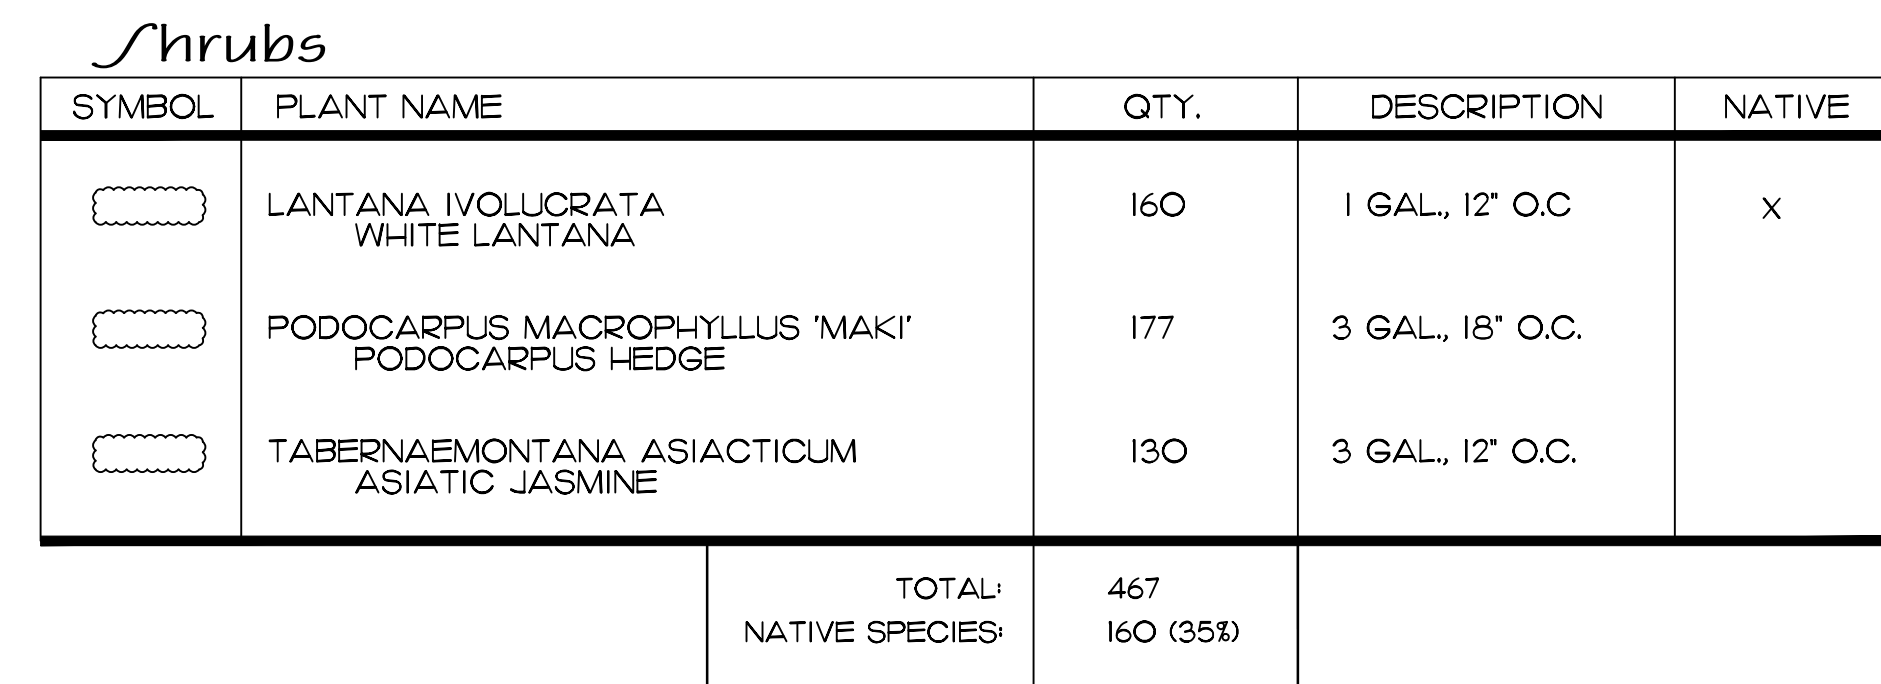 Shrubs
SYMBOL PLANT NAME QTY. DESCRIPTION NATIVE
LANTANA IVOLUCRATA 160 1 GAL., 12" O.C X
WHITE LANTANA
PODOCARPUS MACROPHYLLUS 'MAKI' 177 3 GAL., 18" O.C.
PODOCARPUS HEDGE
TABERNAEMONTANA ASIACTICUM 130 3 GAL., 12" O.C.
ASIATIC JASMINE
TOTAL: 467
NATIVE SPECIES: 160 (35%)